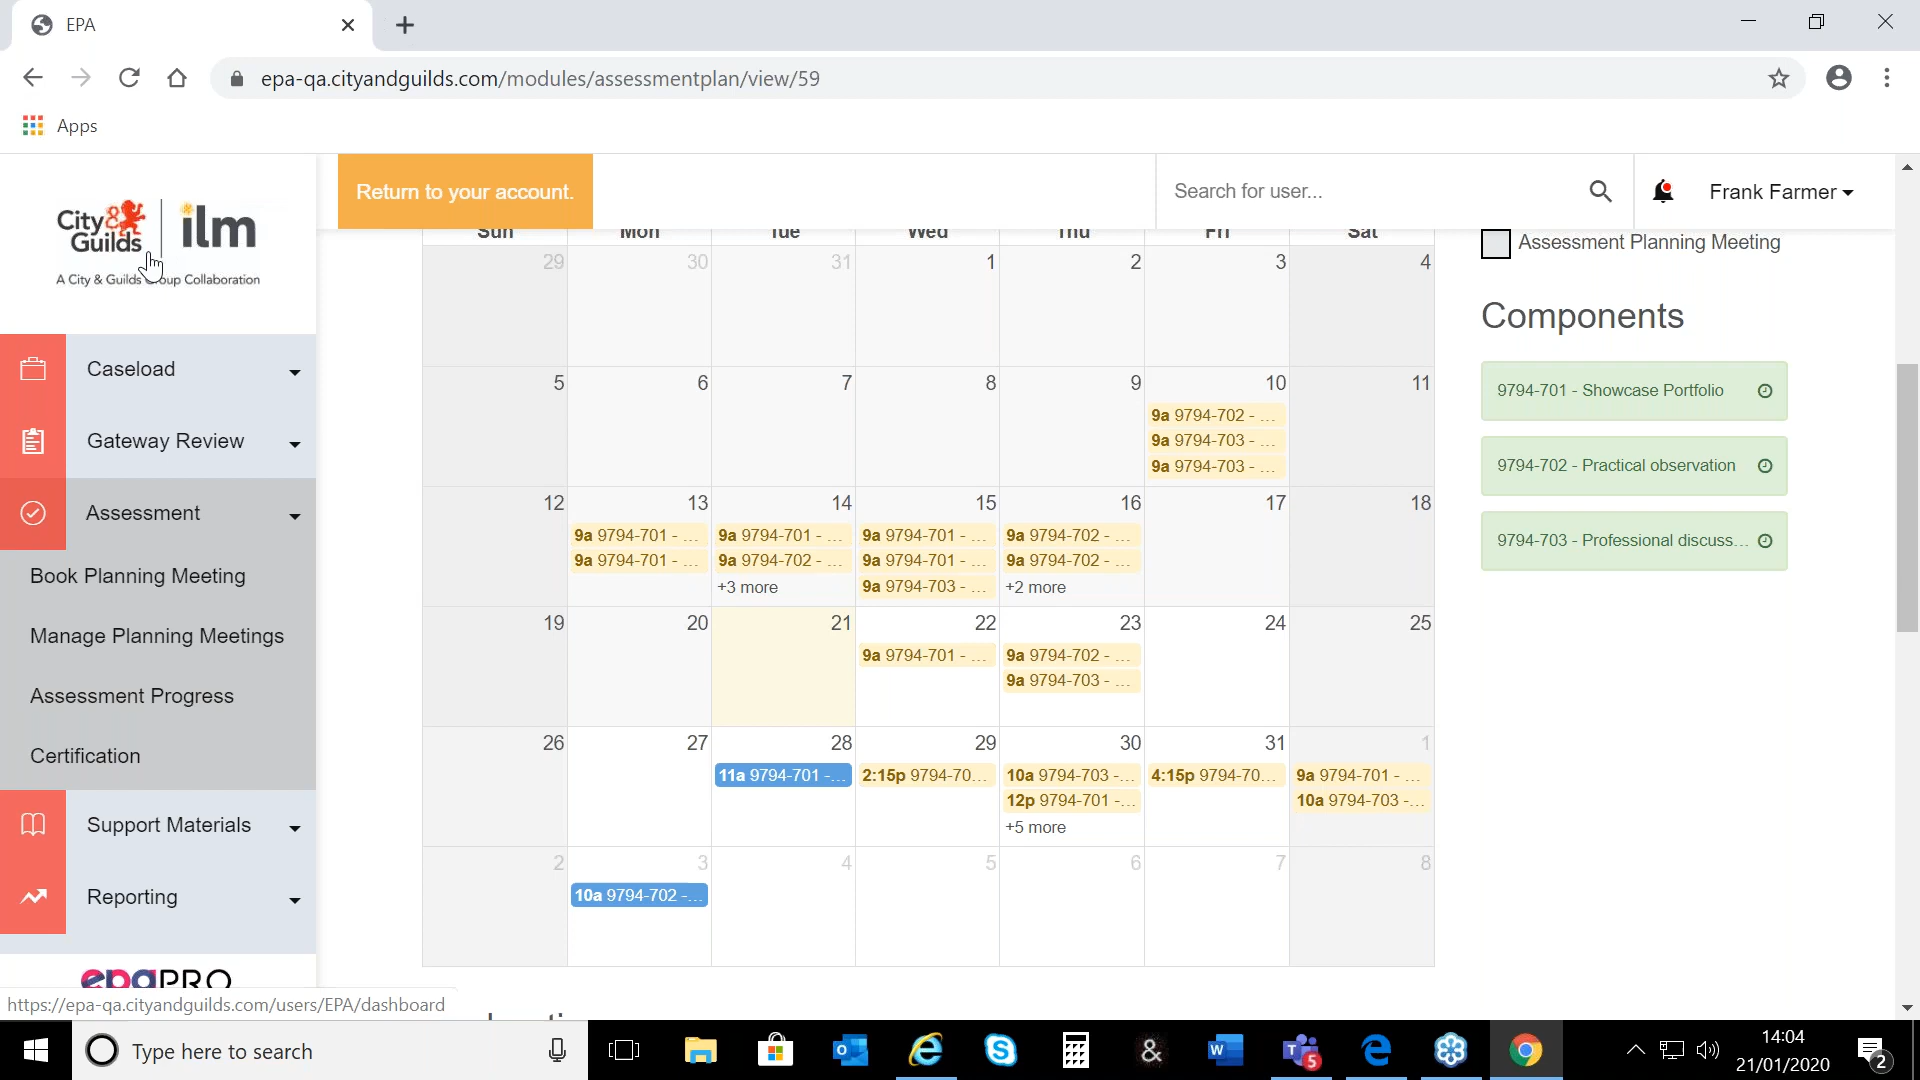 EPA
epa-qa.cityandguilds.com/modules/assessmentplan/view/59
Apps
City & Guilds
ilm
A City & Guilds Group Collaboration
Return to your account.
Search for user...
Frank Farmer
Caseload
Gateway Review
Assessment
Book Planning Meeting
Manage Planning Meetings
Assessment Progress
Certification
Support Materials
Reporting
epaPRO
https://epa-qa.cityandguilds.com/users/EPA/dashboard
Sun Mon Tue Wed Thu Fri Sat
29 30 31 1 2 3 4
5 6 7 8 9 10 11
9a 9794-702 - ...
9a 9794-703 - ...
9a 9794-703 - ...
12 13 14 15 16 17 18
9a 9794-701 - ... 9a 9794-701 - ... 9a 9794-701 - ... 9a 9794-702 - ...
9a 9794-701 - ... 9a 9794-702 - ... 9a 9794-701 - ... 9a 9794-702 - ...
+3 more 9a 9794-703 - ... +2 more
19 20 21 22 23 24 25
9a 9794-701 - ... 9a 9794-702 - ...
9a 9794-703 - ...
26 27 28 29 30 31 1
11a 9794-701 -... 2:15p 9794-70... 10a 9794-703 -... 4:15p 9794-70... 9a 9794-701 - ...
12p 9794-701 -... 10a 9794-703 -...
+5 more
2 3 4 5 6 7 8
10a 9794-702 -...
Assessment Planning Meeting
Components
9794-701 - Showcase Portfolio
9794-702 - Practical observation
9794-703 - Professional discuss...
Type here to search
5
14:04
21/01/2020
2